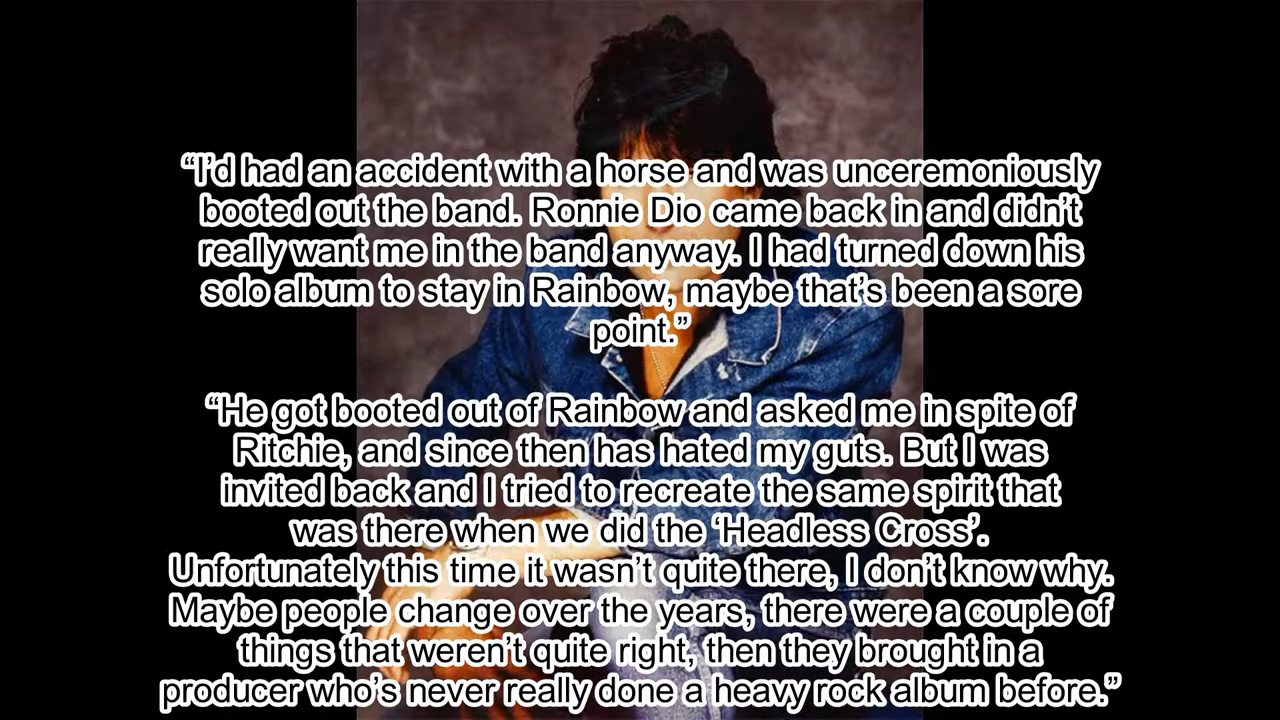 “I’d had an accident with a horse and was unceremoniously
booted out the band. Ronnie Dio came back in and didn’t
really want me in the band anyway. I had turned down his
solo album to stay in Rainbow, maybe that’s been a sore
point.”
“He got booted out of Rainbow and asked me in spite of
Ritchie, and since then has hated my guts. But I was
invited back and I tried to recreate the same spirit that
was there when we did the ‘Headless Cross’.
Unfortunately this time it wasn’t quite there, I don’t know why.
Maybe people change over the years, there were a couple of
things that weren’t quite right, then they brought in a
producer who’s never really done a heavy rock album before.”